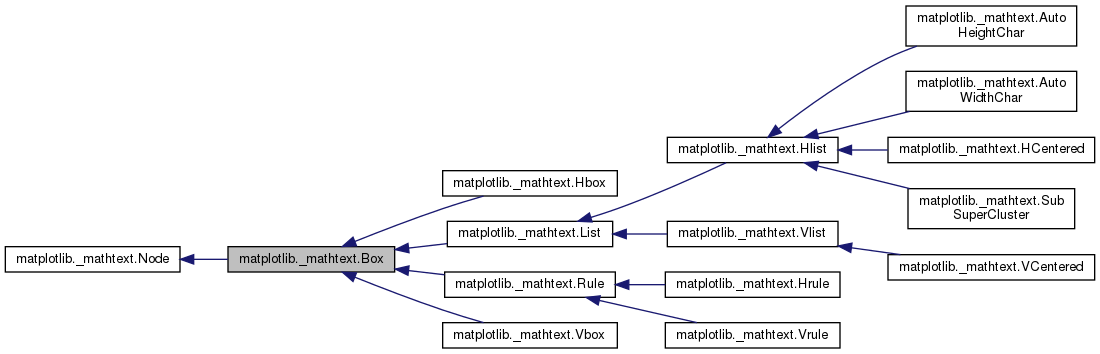 matplotlib._mathtext.Auto
HeightChar
matplotlib._mathtext.Auto
WidthChar
matplotlib._mathtext.Hlist
matplotlib._mathtext.HCentered
matplotlib._mathtext.Hbox
matplotlib._mathtext.Sub
SuperCluster
matplotlib._mathtext.List
matplotlib._mathtext.Vlist
matplotlib._mathtext.Node
matplotlib._mathtext.Box
matplotlib._mathtext.VCentered
matplotlib._mathtext.Rule
matplotlib._mathtext.Hrule
matplotlib._mathtext.Vbox
matplotlib._mathtext.Vrule